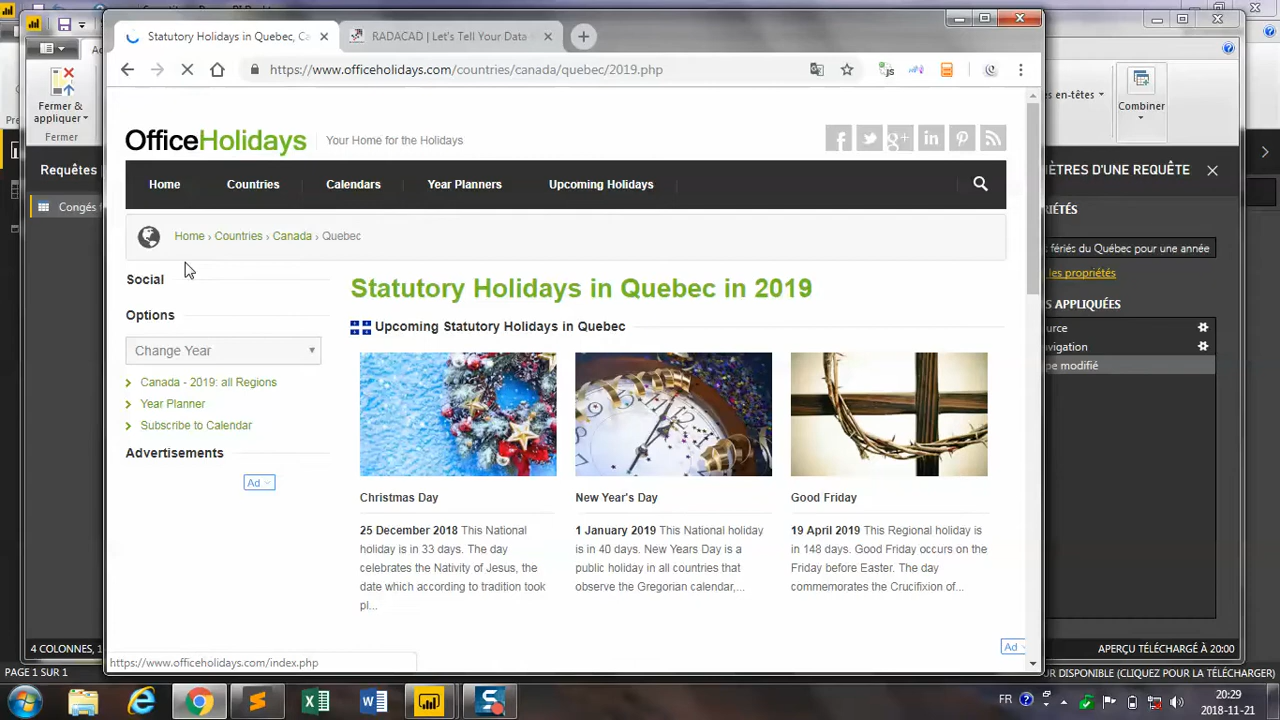 Statutory Holidays in Quebec, Ca
RADACAD | Let's Tell Your Data
https://www.officeholidays.com/countries/canada/quebec/2019.php
OfficeHolidays
Your Home for the Holidays
Home
Countries
Calendars
Year Planners
Upcoming Holidays
Home › Countries › Canada › Quebec
Social
Options
Change Year
Canada - 2019: all Regions
Year Planner
Subscribe to Calendar
Advertisements
Ad
Statutory Holidays in Quebec in 2019
Upcoming Statutory Holidays in Quebec
Christmas Day
25 December 2018 This National
holiday is in 33 days. The day
celebrates the Nativity of Jesus, the
date which according to tradition took
pl...
New Year's Day
1 January 2019 This National holiday
is in 40 days. New Years Day is a
public holiday in all countries that
observe the Gregorian calendar,...
Good Friday
19 April 2019 This Regional holiday is
in 148 days. Good Friday occurs on the
Friday before Easter. The day
commemorates the Crucifixion of...
Ad
https://www.officeholidays.com/index.php
Fermer &
appliquer
Fermer
Requêtes
Congés
4 COLONNES, 1
PAGE 1 SUR 1
es en-têtes
Combiner
ÈTRES D'UNE REQUÊTE
ÉTÉS
fériés du Québec pour une année
les propriétés
S APPLIQUÉES
ource
avigation
pe modifié
APERÇU TÉLÉCHARGÉ À 20:00
UR DISPONIBLE (CLIQUEZ POUR LA TÉLÉCHARGER)
FR
20:29
2018-11-21